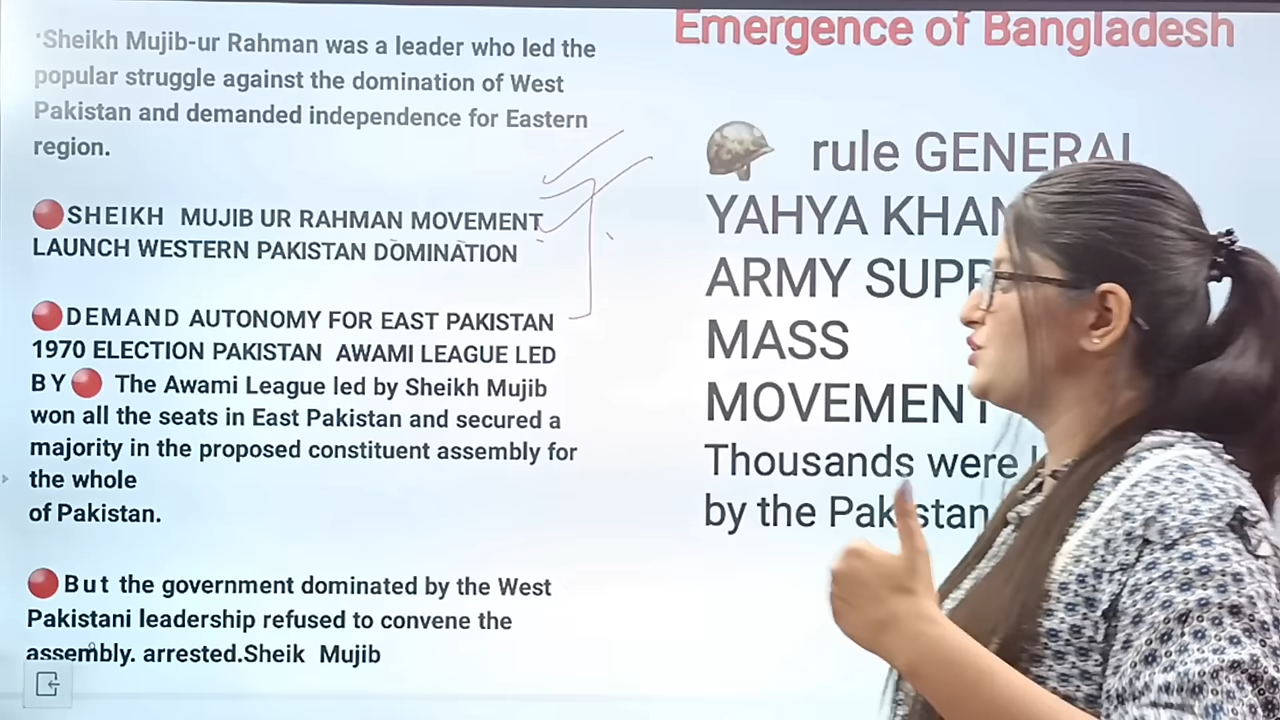 Emergence of Bangladesh
·Sheikh Mujib-ur Rahman was a leader who led the
popular struggle against the domination of West
Pakistan and demanded independence for Eastern
region.
SHEIKH MUJIB UR RAHMAN MOVEMENT
LAUNCH WESTERN PAKISTAN DOMINATION
DEMAND AUTONOMY FOR EAST PAKISTAN
1970 ELECTION PAKISTAN AWAMI LEAGUE LED
BY The Awami League led by Sheikh Mujib
won all the seats in East Pakistan and secured a
majority in the proposed constituent assembly for
the whole
of Pakistan.
But the government dominated by the West
Pakistani leadership refused to convene the
assembly. arrested.Sheik Mujib
rule GENERAL
YAHYA KHAN
ARMY
MASS
MOVEMENT
Thousands were
by the Pakistan